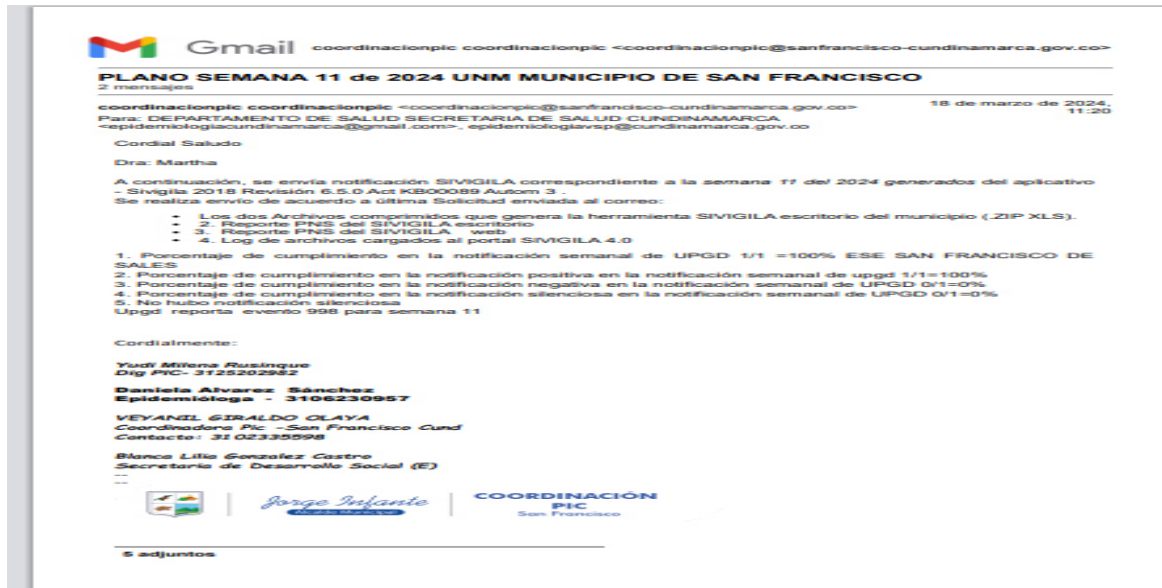 Gmail
coordinacionpic coordinacionpic <coordinacionpic@sanfrancisco-cundinamarca.gov.co>
PLANO SEMANA 11 de 2024 UNM MUNICIPIO DE SAN FRANCISCO
2 mensajes
coordinacionpic coordinacionpic <coordinacionpic@sanfrancisco-cundinamarca.gov.co>
18 de marzo de 2024,
11:20
Para: DEPARTAMENTO DE SALUD SECRETARIA DE SALUD CUNDINAMARCA
<epidemiologiacundinamarca@gmail.com>, epidemiologiavsp@cundinamarca.gov.co
Cordial Saludo
Dra: Martha
A continuación, se envía notificación SIVIGILA correspondiente a la semana 11 del 2024 generados del aplicativo
- Sivigila 2018 Revisión 6.5.0 Act KB00089 Autorn 3 .
Se realiza envío de acuerdo a última Solicitud enviada al correo:
• Los dos Archivos comprimidos que genera la herramienta SIVIGILA escritorio del municipio (.ZIP XLS).
• 2. Reporte PNS del SIVIGILA escritorio
• 3. Reporte PNS del SIVIGILA web
• 4. Log de archivos cargados al portal SIVIGILA 4.0
1. Porcentaje de cumplimiento en la notificación semanal de UPGD 1/1 =100% ESE SAN FRANCISCO DE
SALES
2. Porcentaje de cumplimiento en la notificación positiva en la notificación semanal de upgd 1/1=100%
3. Porcentaje de cumplimiento en la notificación negativa en la notificación semanal de UPGD 0/1=0%
4. Porcentaje de cumplimiento en la notificación silenciosa en la notificación semanal de UPGD 0/1=0%
5. No hubo notificación silenciosa
Upgd reporta evento 998 para semana 11
Cordialmente:
Yudi Milena Rusinque
Dig PIC- 3125202982
Daniela Alvarez Sánchez
Epidemióloga - 3106230957
VEYANIL GIRALDO OLAYA
Coordinadora Pic -San Francisco Cund
Contacto: 3102335598
Blanca Lilia Gonzalez Castro
Secretaria de Desarrollo Social (E)
--
--
Jorge Infante
Alcalde Municipal
COORDINACIÓN
PIC
San Francisco
5 adjuntos